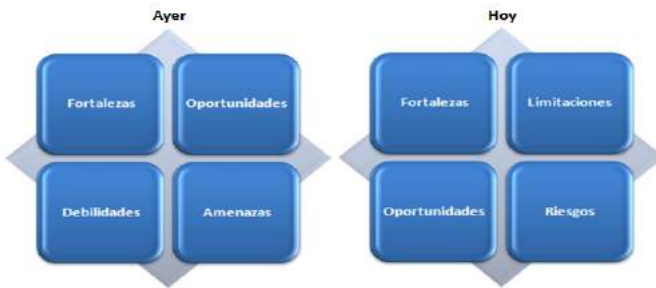 Ayer
Hoy
Fortalezas
Oportunidades
Debilidades
Amenazas
Fortalezas
Limitaciones
Oportunidades
Riesgos